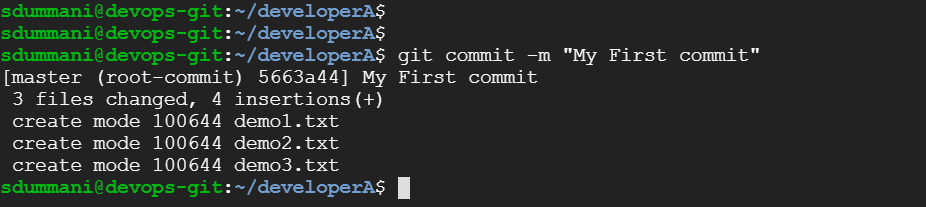 sdummani@devops-git:~/developerA$
sdummani@devops-git:~/developerA$
sdummani@devops-git:~/developerA$ git commit -m "My First commit"
[master (root-commit) 5663a44] My First commit
 3 files changed, 4 insertions(+)
 create mode 100644 demo1.txt
 create mode 100644 demo2.txt
 create mode 100644 demo3.txt
sdummani@devops-git:~/developerA$